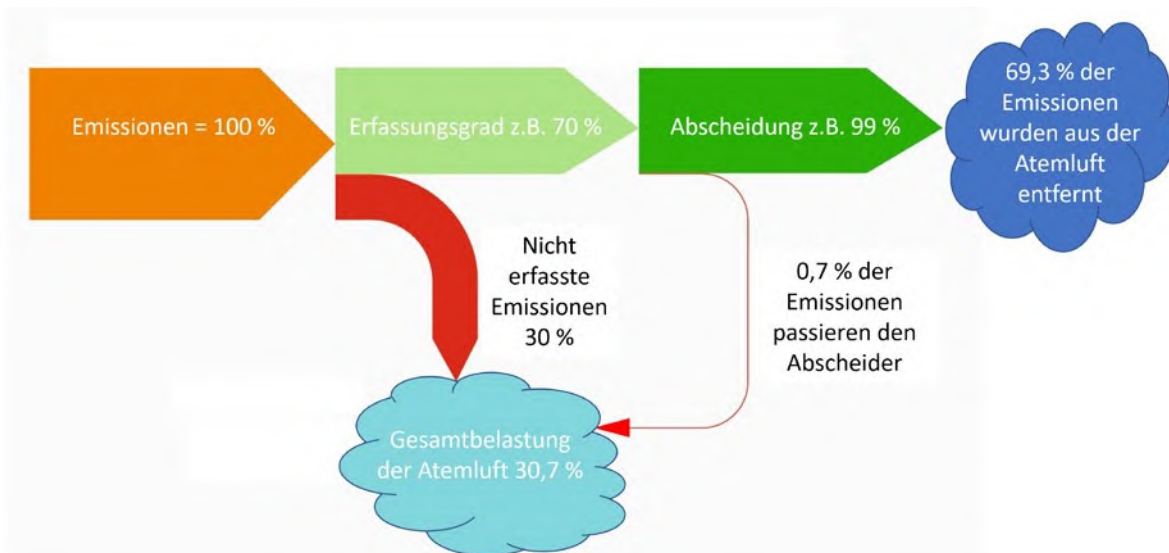 Emissionen = 100 %
Erfassungsgrad z.B. 70 %
Abscheidung z.B. 99 %
69,3 % der
Emissionen
wurden aus der
Atemluft
entfernt
Nicht
erfasste
Emissionen
30 %
0,7 % der
Emissionen
passieren den
Abscheider
Gesamtbelastung
der Atemluft 30,7 %